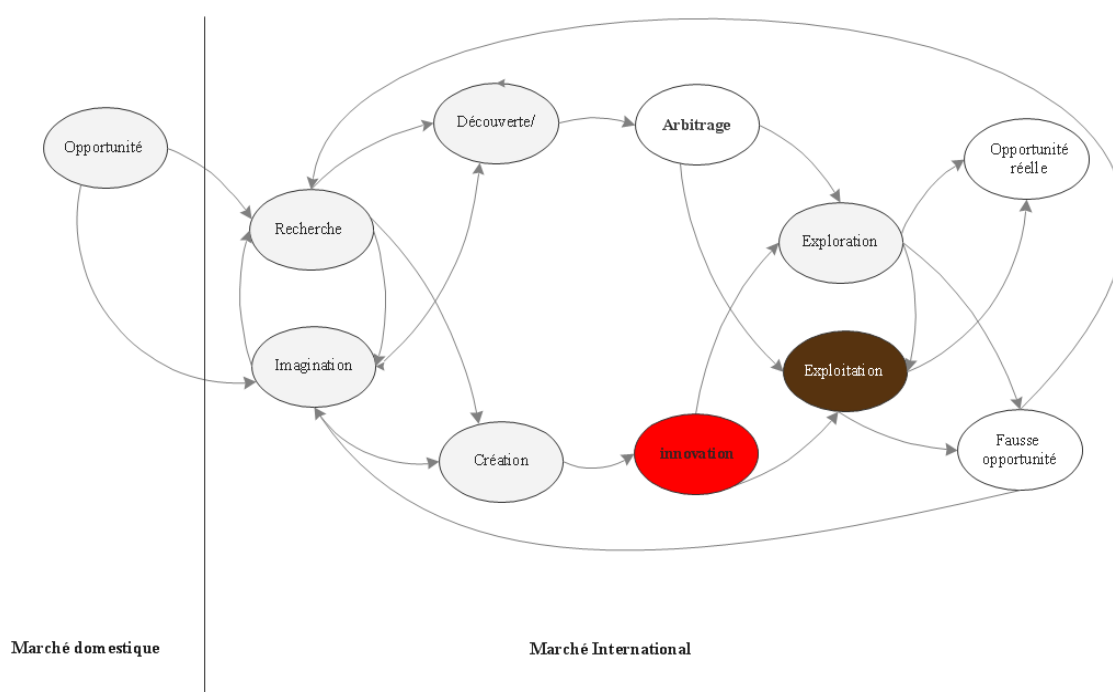 Découverte/
Arbitrage
Opportunité
Opportunité
réelle
Recherche
Exploration
Imagination
Exploitation
Création
innovation
Fausse
opportunité
Marché domestique
Marché International